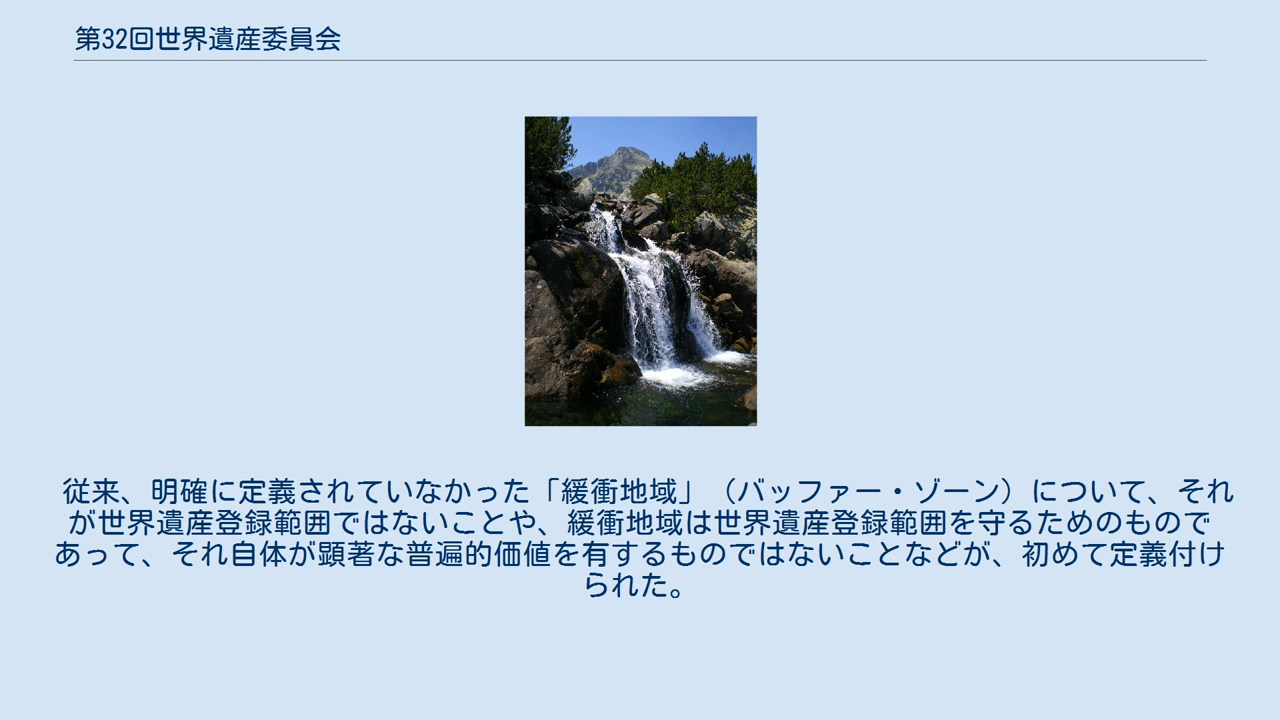 第32回世界遺産委員会
従来、明確に定義されていなかった「緩衝地域」（バッファー・ゾーン）について、それ
が世界遺産登録範囲ではないことや、緩衝地域は世界遺産登録範囲を守るためのもので
あって、それ自体が顕著な普遍的価値を有するものではないことなどが、初めて定義付け
られた。